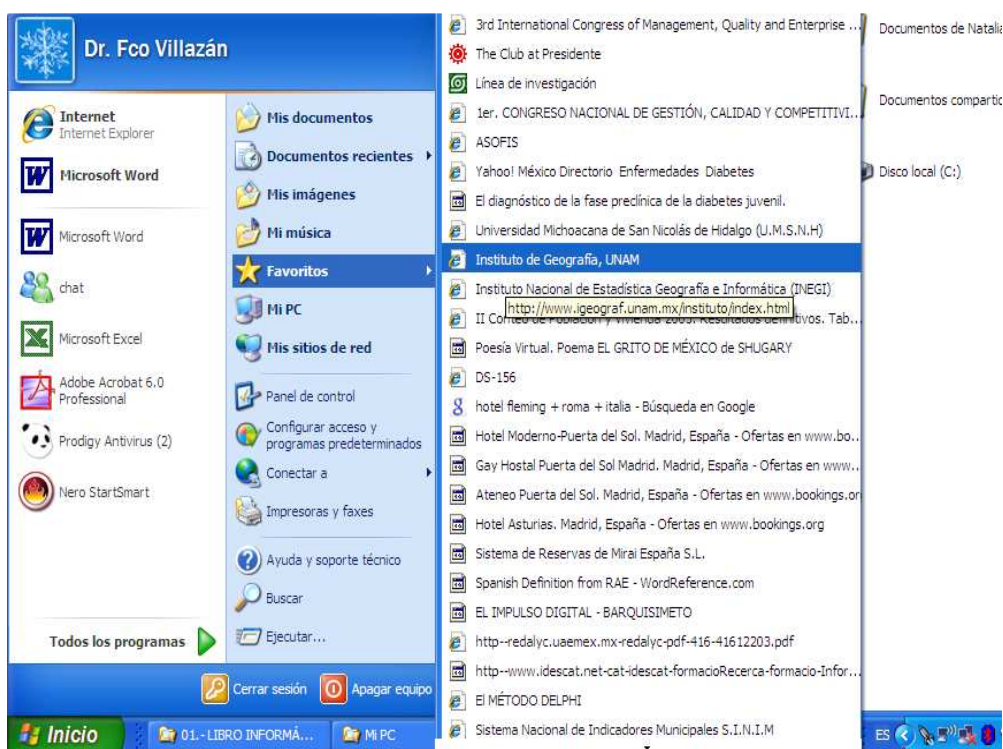 Dr. Fco Villazán
Internet
Internet Explorer
Microsoft Word
Microsoft Word
chat
Microsoft Excel
Adobe Acrobat 6.0
Professional
Prodigy Antivirus (2)
Nero StartSmart
Todos los programas
Mis documentos
Documentos recientes
Mis imágenes
Mi música
Favoritos
Mi PC
Mis sitios de red
Panel de control
Configurar acceso y
programas predeterminados
Conectar a
Impresoras y faxes
Ayuda y soporte técnico
Buscar
Ejecutar...
Cerrar sesión
Apagar equipo
3rd International Congress of Management, Quality and Enterprise ...
The Club at Presidente
Línea de investigación
1er. CONGRESO NACIONAL DE GESTIÓN, CALIDAD Y COMPETITIVI...
ASOFIS
Yahoo! México Directorio Enfermedades Diabetes
El diagnóstico de la fase preclínica de la diabetes juvenil.
Universidad Michoacana de San Nicolás de Hidalgo (U.M.S.N.H)
Instituto de Geografía, UNAM
Instituto Nacional de Estadística Geografía e Informática (INEGI)
http://www.igeograf.unam.mx/instituto/index.html
II Conteo de Población y Vivienda 2005. Resultados definitivos. Tab...
Poesía Virtual. Poema EL GRITO DE MÉXICO de SHUGARY
DS-156
hotel fleming + roma + italia - Búsqueda en Google
Hotel Moderno-Puerta del Sol. Madrid, España - Ofertas en www.bo...
Gay Hostal Puerta del Sol Madrid. Madrid, España - Ofertas en www...
Ateneo Puerta del Sol. Madrid, España - Ofertas en www.bookings.or
Hotel Asturias. Madrid, España - Ofertas en www.bookings.org
Sistema de Reservas de Mirai España S.L.
Spanish Definition from RAE - WordReference.com
EL IMPULSO DIGITAL - BARQUISIMETO
http--redalyc.uaemex.mx-redalyc-pdf-416-41612203.pdf
http--www.idescat.net-cat-idescat-formacioRecerca-formacio-Infor...
El MÉTODO DELPHI
Sistema Nacional de Indicadores Municipales S.I.N.I.M
Documentos de Natalia
Documentos compartid
Disco local (C:)
Inicio
01.- LIBRO INFORMÁ...
Mi PC
ES